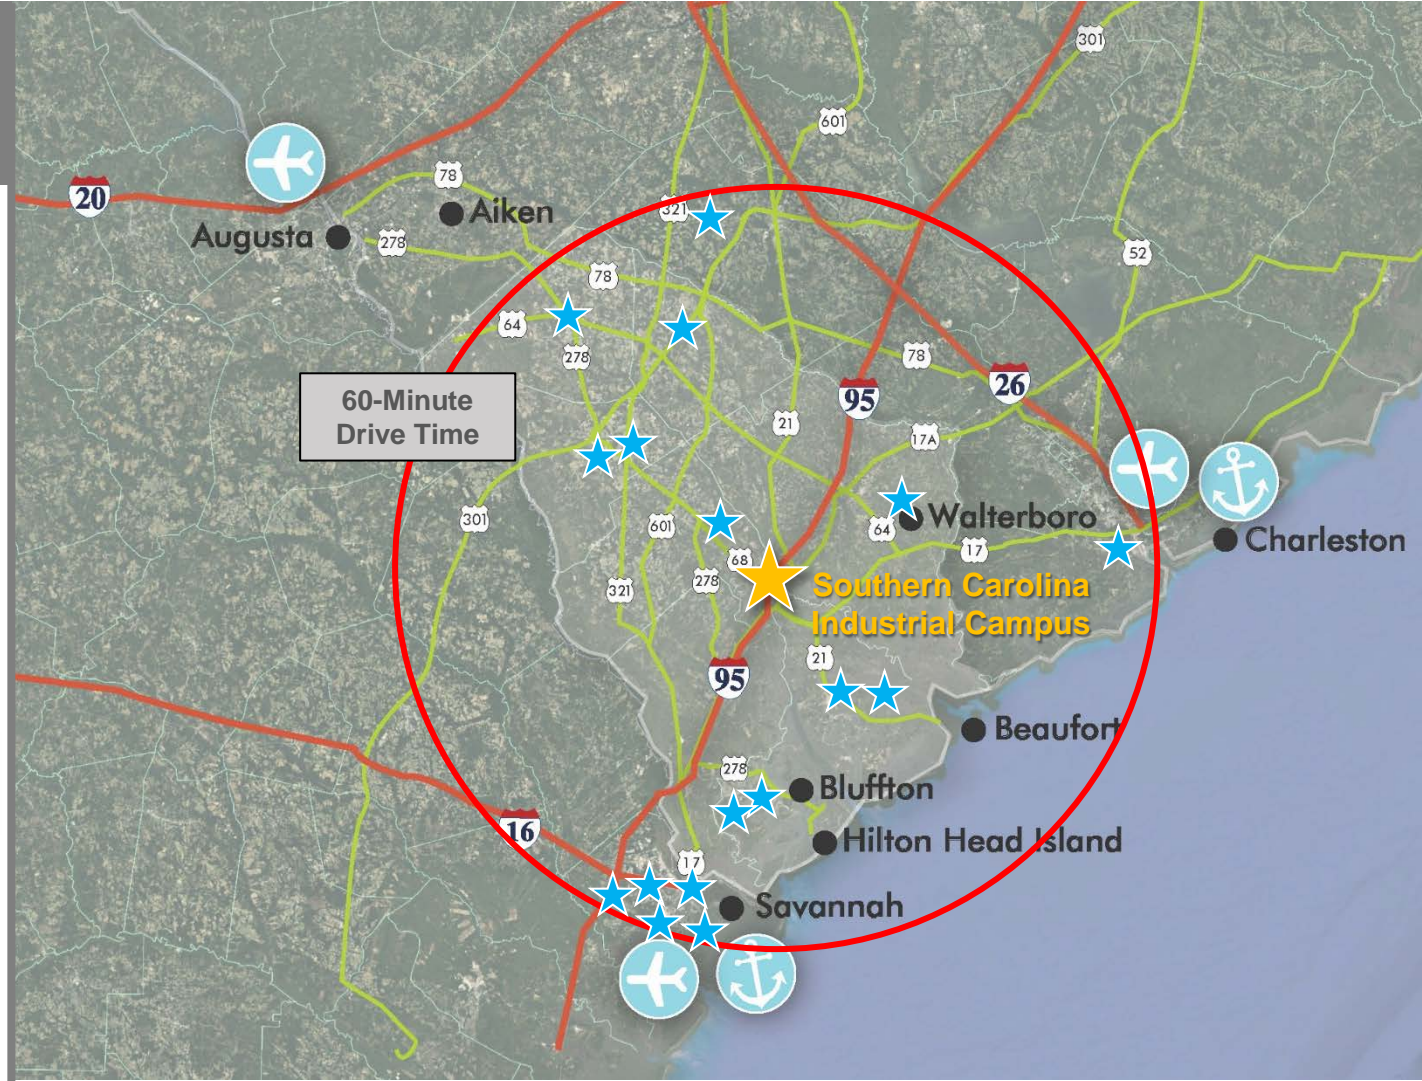 301
601
20
78
Aiken
321
Augusta
278
52
78
64
278
78
26
95
60-Minute
Drive Time
21
17A
301
601
64
Walterboro
17
Charleston
68
278
321
Southern Carolina
Industrial Campus
21
95
Beaufort
278
Bluffton
16
Hilton Head Island
17
Savannah